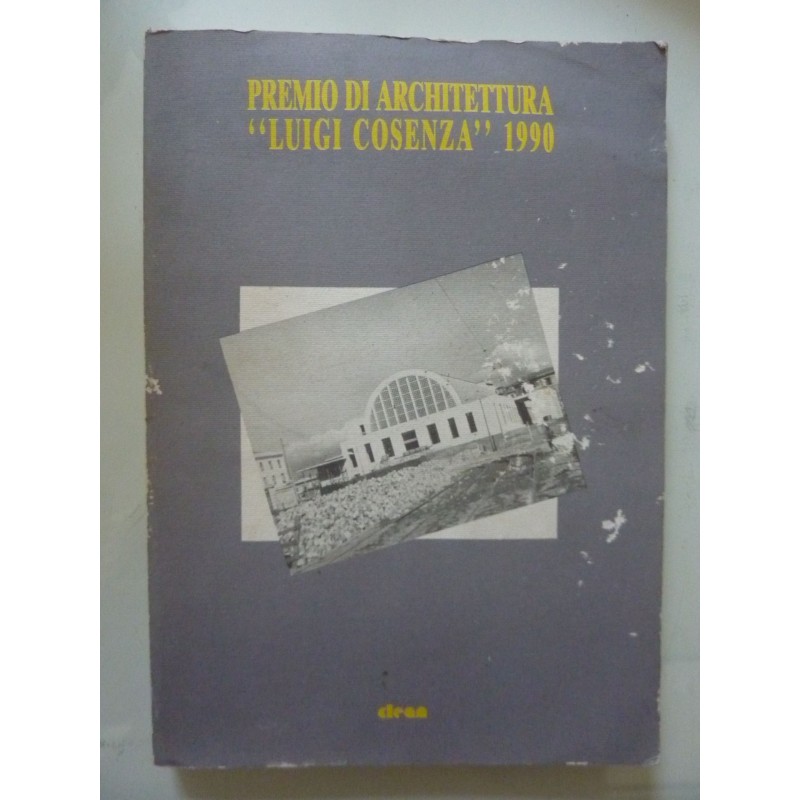 PREMIO DI ARCHITETTURA
“LUIGI COSENZA” 1990
clean